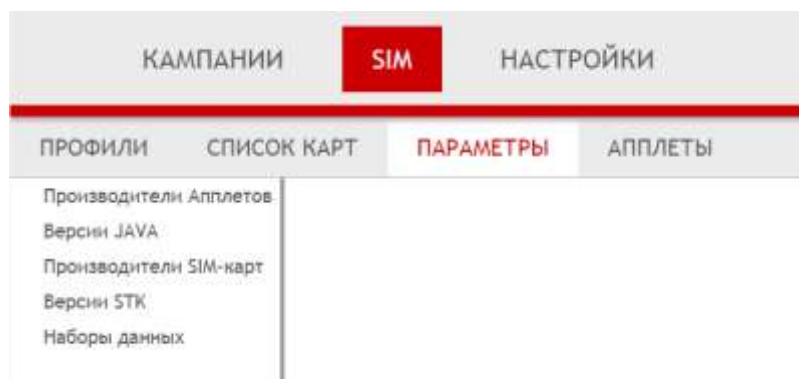 КАМПАНИИ SIM НАСТРОЙКИ
ПРОФИЛИ СПИСОК КАРТ ПАРАМЕТРЫ АППЛЕТЫ
Производители Апплетов
Версии JAVA
Производители SIM-карт
Версии STK
Наборы данных